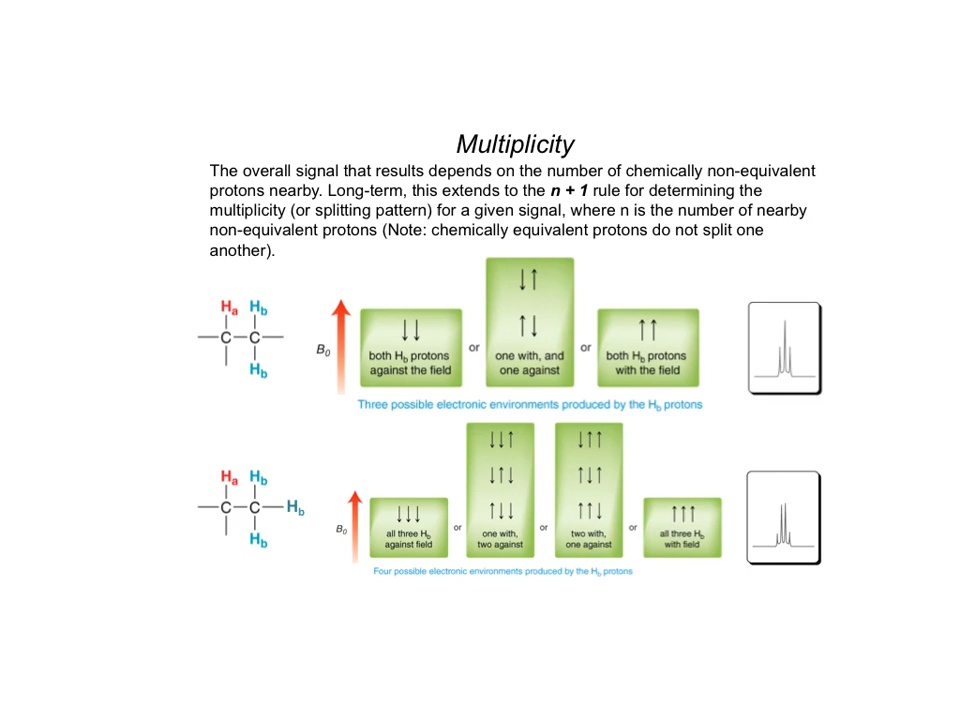 Multiplicity
The overall signal that results depends on the number of chemically non-equivalent
protons nearby. Long-term, this extends to the n + 1 rule for determining the
multiplicity (or splitting pattern) for a given signal, where n is the number of nearby
non-equivalent protons (Note: chemically equivalent protons do not split one
another).
↓↑
Ha Hb
–C–C–
Hb
B0
↓↓
both Hb protons
against the field
or
↑↓
one with, and
one against
or
↑↑
both Hb protons
with the field
Three possible electronic environments produced by the Hb protons
Ha Hb
–C–C–Hb
Hb
B0
↓↓↓
all three Hb
against field
or
↓↓↑
↓↑↓
↑↓↓
one with,
two against
or
↓↑↑
↑↓↑
↑↑↓
two with,
one against
or
↑↑↑
all three Hb
with field
Four possible electronic environments produced by the Hb protons